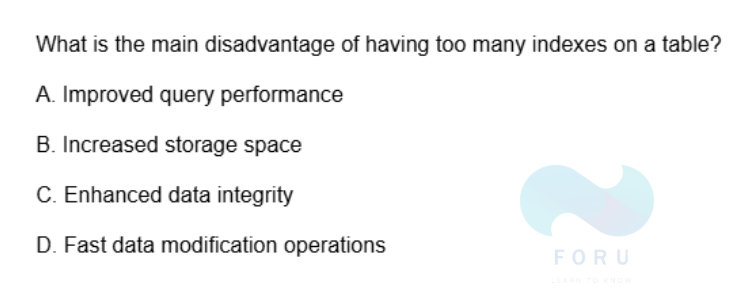 What is the main disadvantage of having too many indexes on a table?
A. Improved query performance
B. Increased storage space
C. Enhanced data integrity
D. Fast data modification operations
FORU